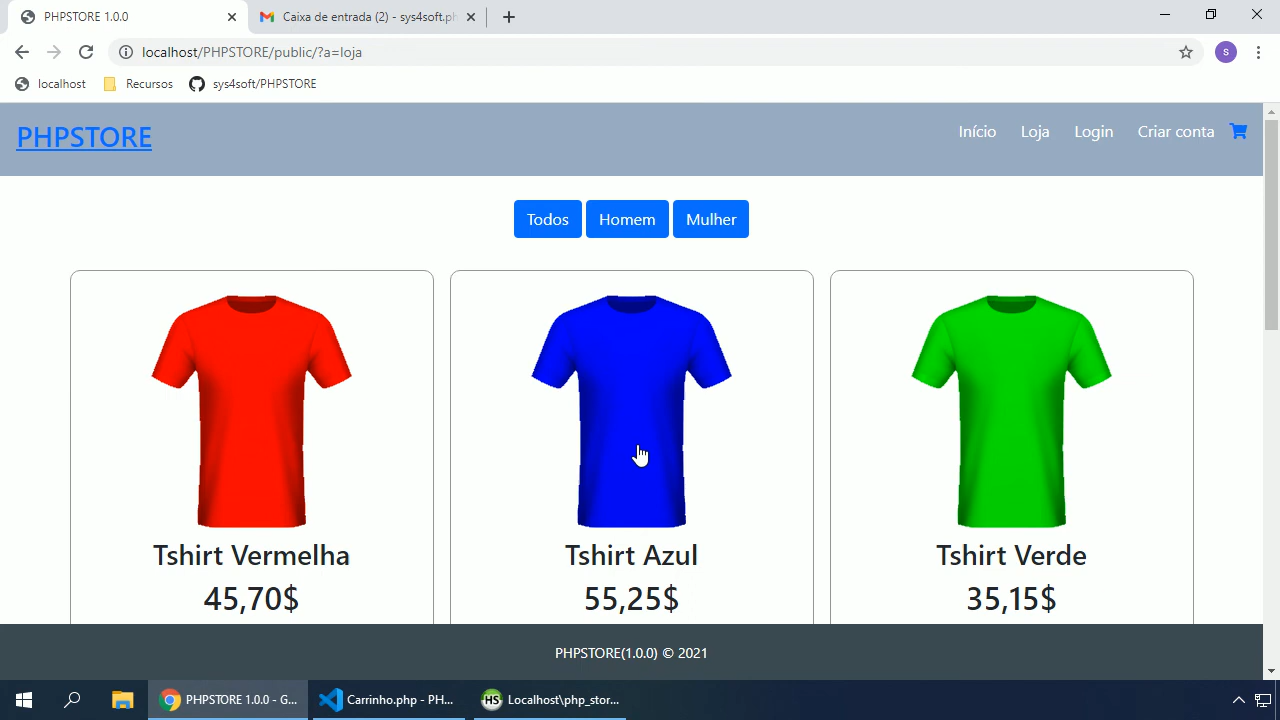 PHPSTORE 1.0.0
Caixa de entrada (2) - sys4soft.ph
localhost/PHPSTORE/public/?a=loja
S
localhost
Recursos
sys4soft/PHPSTORE
PHPSTORE
Início
Loja
Login
Criar conta
Todos
Homem
Mulher
Tshirt Vermelha
45,70$
Tshirt Azul
55,25$
Tshirt Verde
35,15$
PHPSTORE(1.0.0) © 2021
PHPSTORE 1.0.0 - G...
Carrinho.php - PH...
HS
Localhost\php_stor...